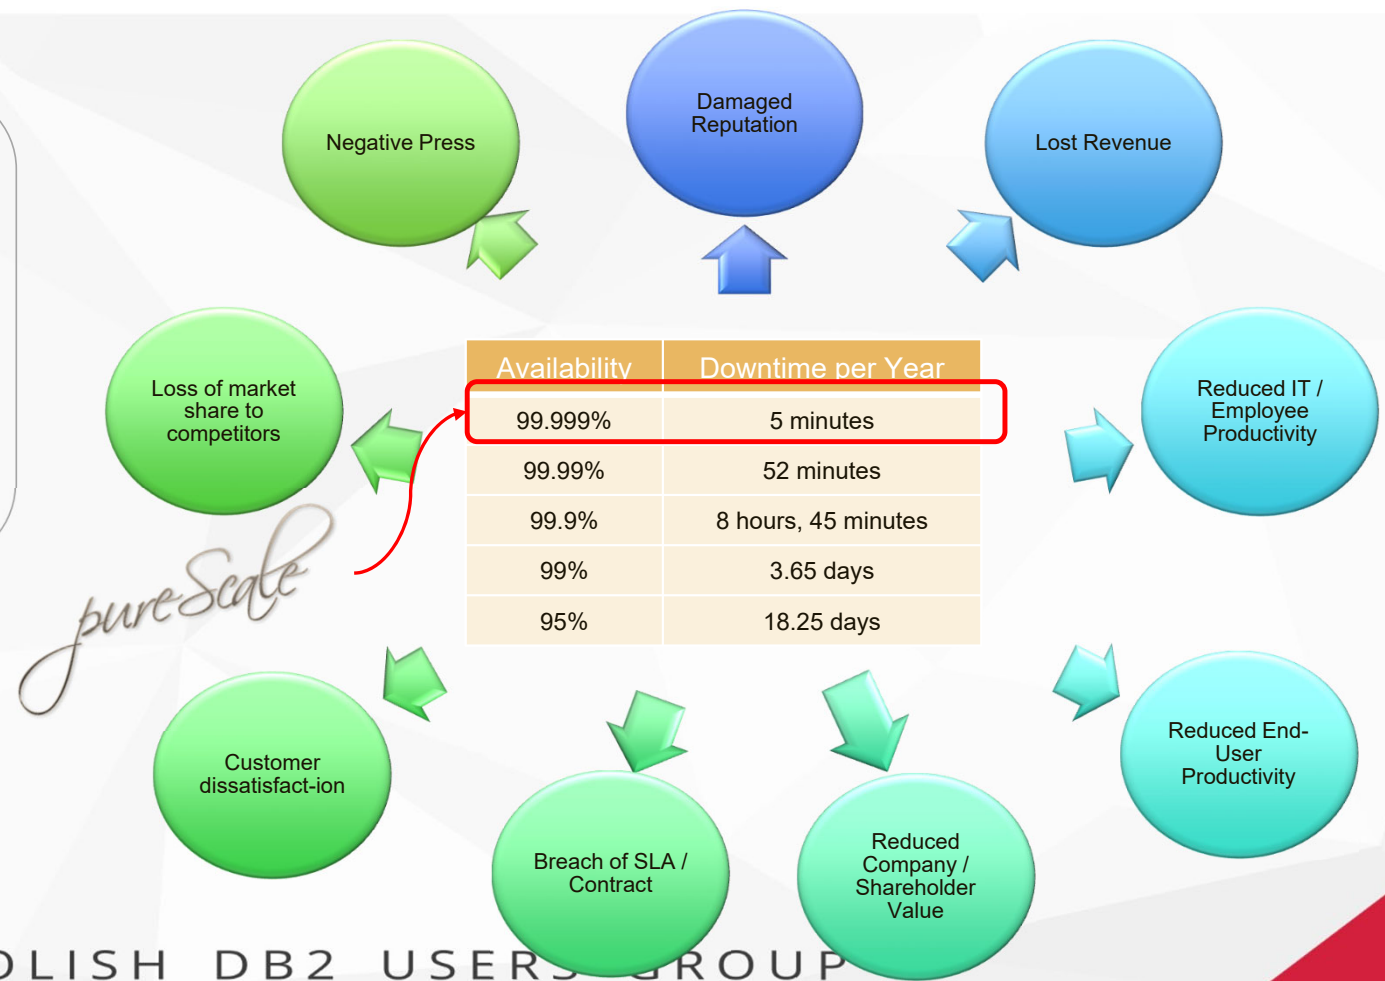 Damaged
Reputation
Negative Press
Lost Revenue
Availability Downtime per Year
99.999% 5 minutes
99.99% 52 minutes
99.9% 8 hours, 45 minutes
99% 3.65 days
95% 18.25 days
Loss of market
share to
competitors
Reduced IT /
Employee
Productivity
pureScale
Customer
dissatisfact-ion
Reduced End-
User
Productivity
Breach of SLA /
Contract
Reduced
Company /
Shareholder
Value
OLISH DB2 USERS GROUP